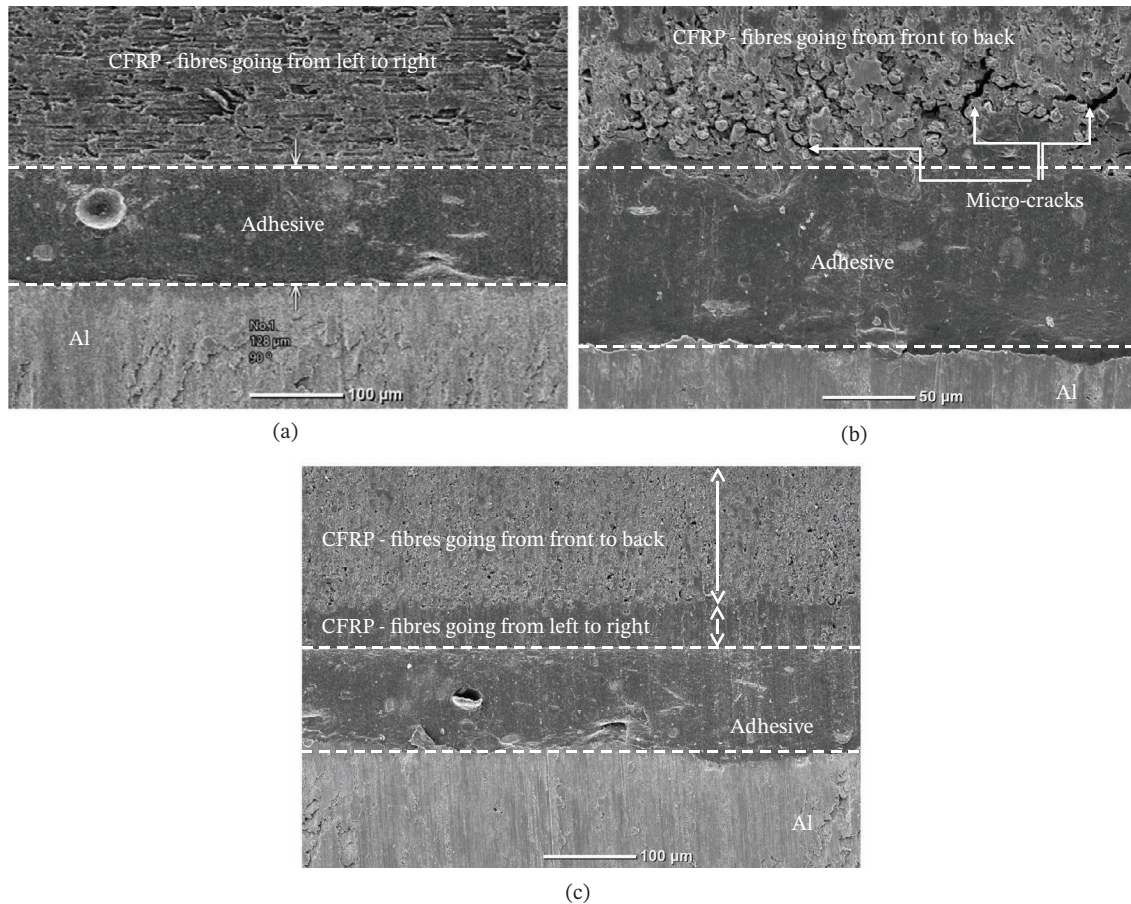 CFRP - fibres going from left to right
Adhesive
Al
No.1
128 µm
90 °
100 µm
(a)
CFRP - fibres going from front to back
Micro-cracks
Adhesive
Al
50 µm
(b)
CFRP - fibres going from front to back
CFRP - fibres going from left to right
Adhesive
Al
100 µm
(c)